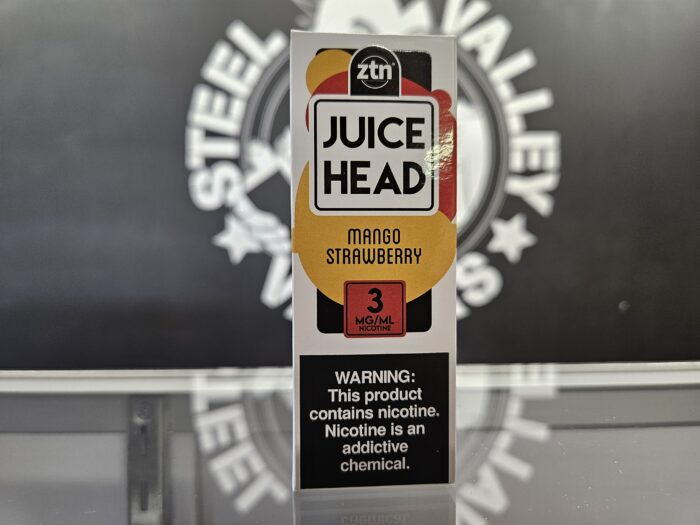 STEEL VALLEY
ztn
JUICE
HEAD
MANGO
STRAWBERRY
3
MG/ML
NICOTINE
WARNING:
This product
contains nicotine.
Nicotine is an
addictive
chemical.